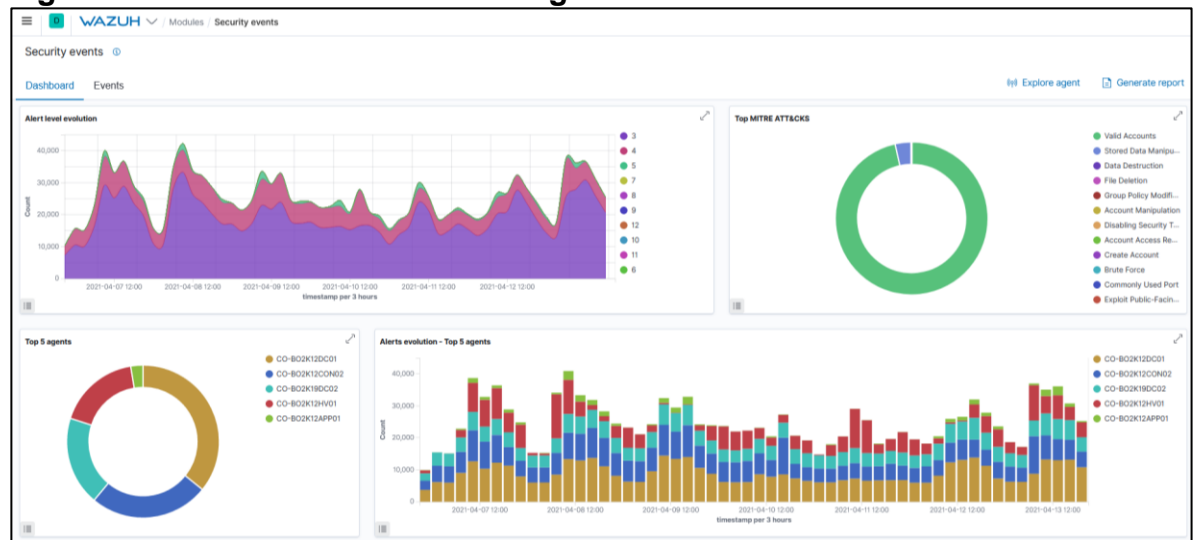 WAZUH / Modules / Security events
D
Security events
Dashboard Events
Explore agent Generate report
Alert level evolution
40,000
30,000
20,000
10,000
0
Count
2021-04-07 12:00 2021-04-08 12:00 2021-04-09 12:00 2021-04-10 12:00 2021-04-11 12:00 2021-04-12 12:00
timestamp per 3 hours
3
4
5
7
8
9
12
10
11
6
Top MITRE ATT&CKS
Valid Accounts
Stored Data Manipu...
Data Destruction
File Deletion
Group Policy Modifi...
Account Manipulation
Disabling Security T...
Account Access Re...
Create Account
Brute Force
Commonly Used Port
Exploit Public-Facin...
Top 5 agents
CO-BO2K12DC01
CO-BO2K12CON02
CO-BO2K19DC02
CO-BO2K12HV01
CO-BO2K12APP01
Alerts evolution - Top 5 agents
40,000
30,000
20,000
10,000
0
Count
2021-04-07 12:00 2021-04-08 12:00 2021-04-09 12:00 2021-04-10 12:00 2021-04-11 12:00 2021-04-12 12:00 2021-04-13 12:00
timestamp per 3 hours
CO-BO2K12DC01
CO-BO2K12CON02
CO-BO2K19DC02
CO-BO2K12HV01
CO-BO2K12APP01